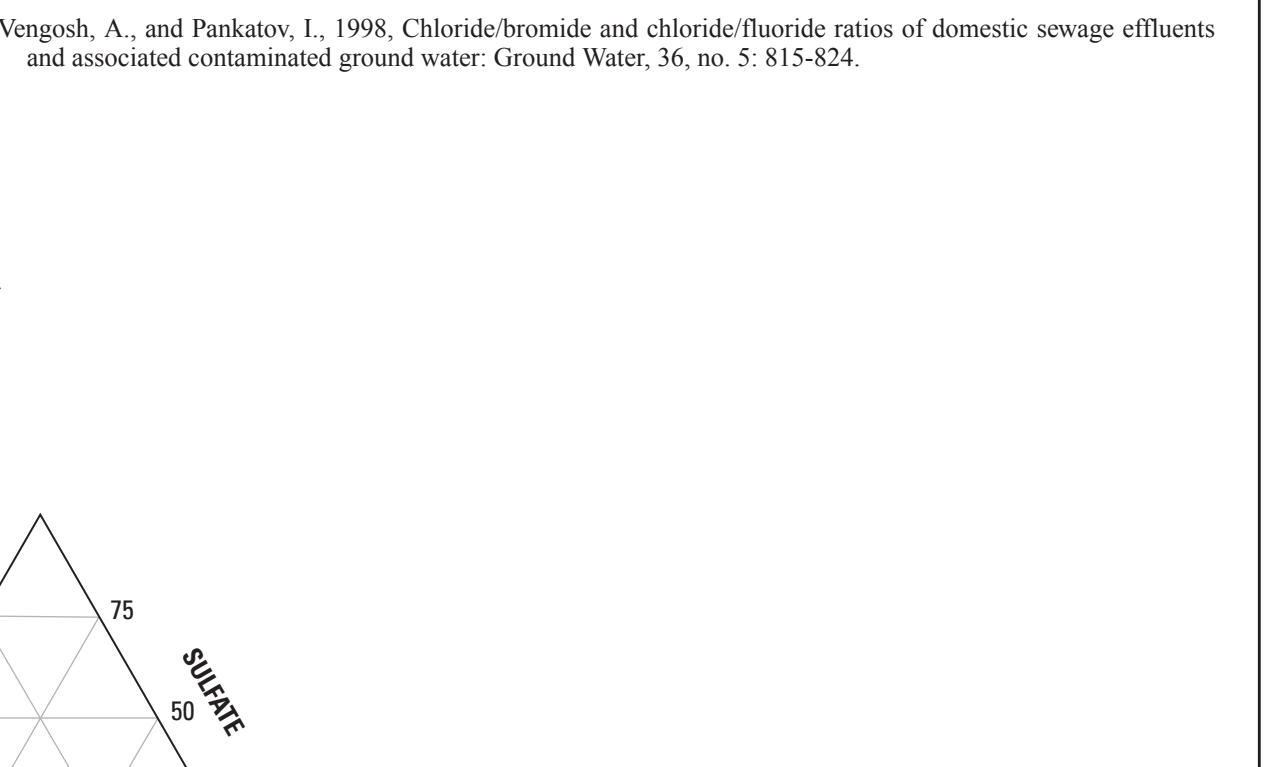 Vengosh, A., and Pankatov, I., 1998, Chloride/bromide and chloride/fluoride ratios of domestic sewage effluents
and associated contaminated ground water: Ground Water, 36, no. 5: 815-824.
75
SULFATE
50